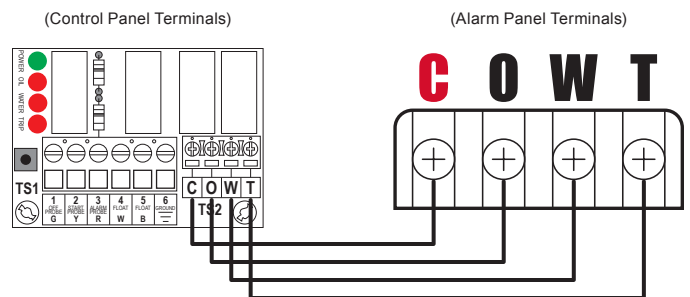 (Control Panel Terminals)
(Alarm Panel Terminals)
POWER
OIL
WATER
TRIP
C O W T
TS1
C O W T
TS2
1 2 3 4 5 6
OFF PROBE
START PROBE
ALARM PROBE
FLOAT
FLOAT
GROUND
G Y R W B